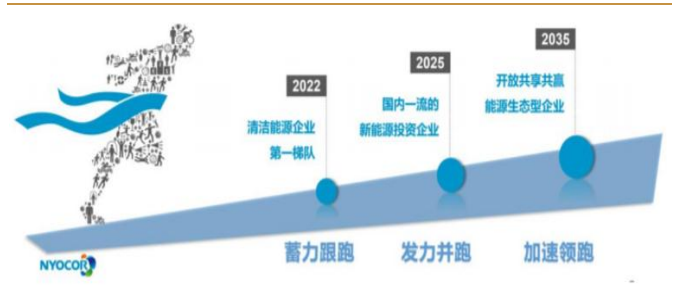 2022
清洁能源企业
第一梯队
2025
国内一流的
新能源投资企业
2035
开放共享共赢
能源生态型企业
蓄力跟跑
发力并跑
加速领跑
NYOCOR